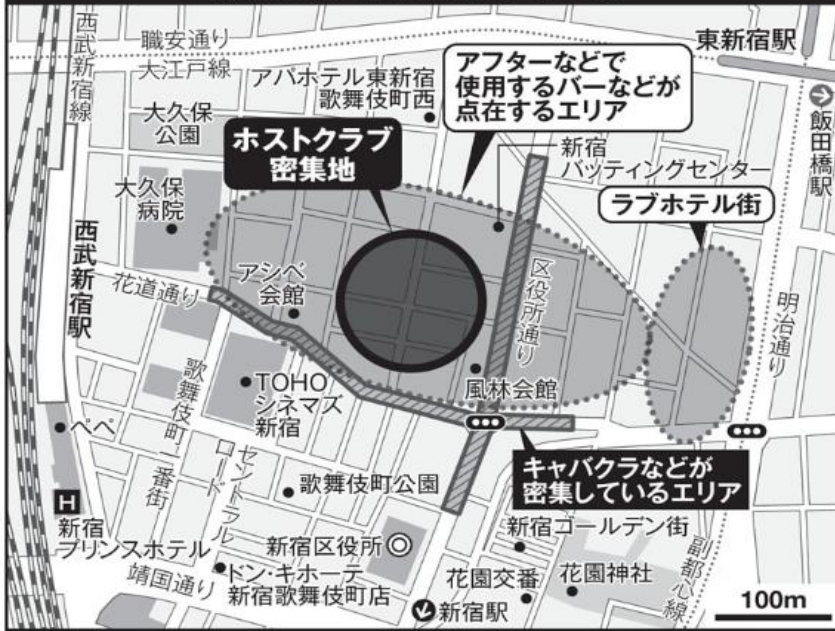 西武新宿線
職安通り
大江戸線
東新宿駅
アパホテル東新宿
歌舞伎町西
アフターなどで
使用するバーなどが
点在するエリア
飯田橋駅
大久保
公園
ホストクラブ
密集地
新宿
バッティングセンター
大久保
病院
ラブホテル街
西武新宿駅
花道通り
アシベ
会館
区役所通り
明治通り
風林会館
TOHO
シネマズ
新宿
歌舞伎町一番街
セントラル
ロード
ペペ
キャバクラなどが
密集しているエリア
歌舞伎町公園
H
新宿
プリンスホテル
新宿区役所
新宿ゴールデン街
靖国通り
ドン・キホーテ
新宿歌舞伎町店
花園交番
花園神社
副都心線
新宿駅
100m